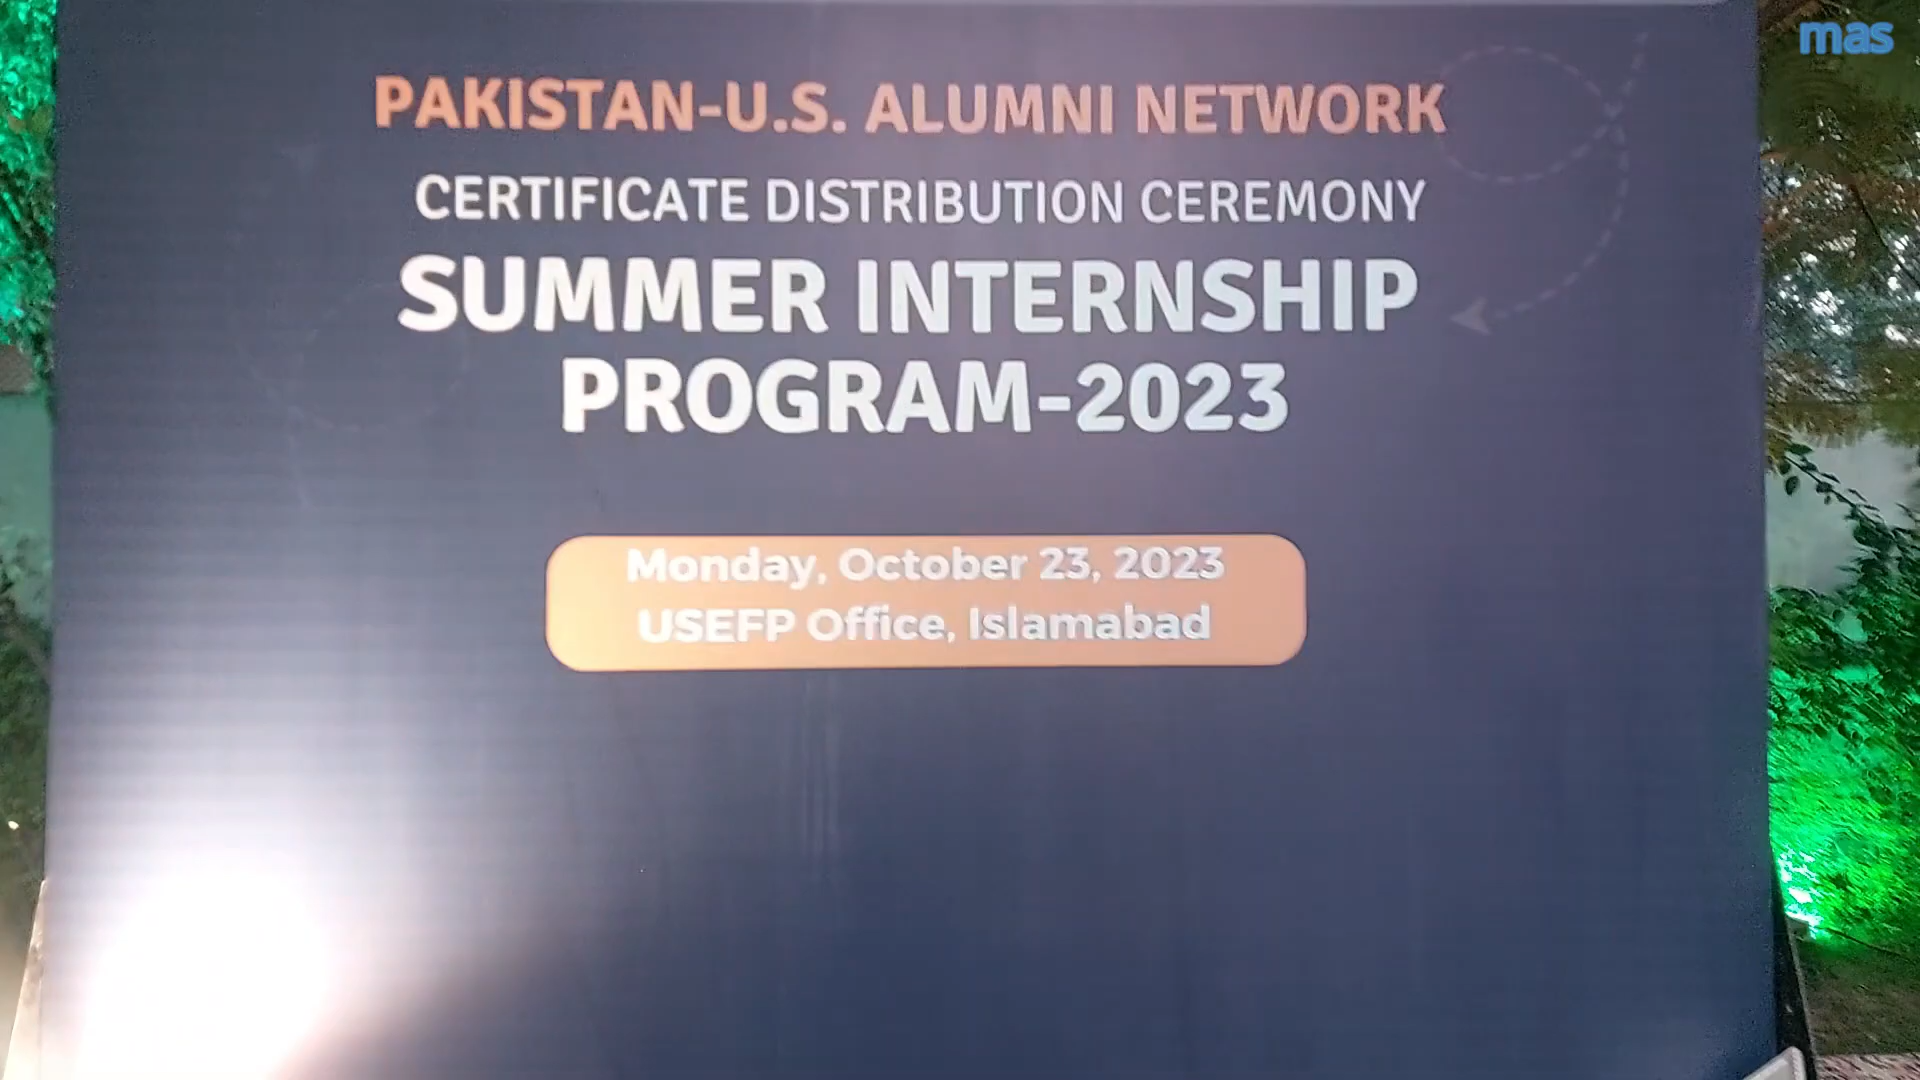 mas
PAKISTAN-U.S. ALUMNI NETWORK
CERTIFICATE DISTRIBUTION CEREMONY
SUMMER INTERNSHIP
PROGRAM-2023
Monday, October 23, 2023
USEFP Office, Islamabad